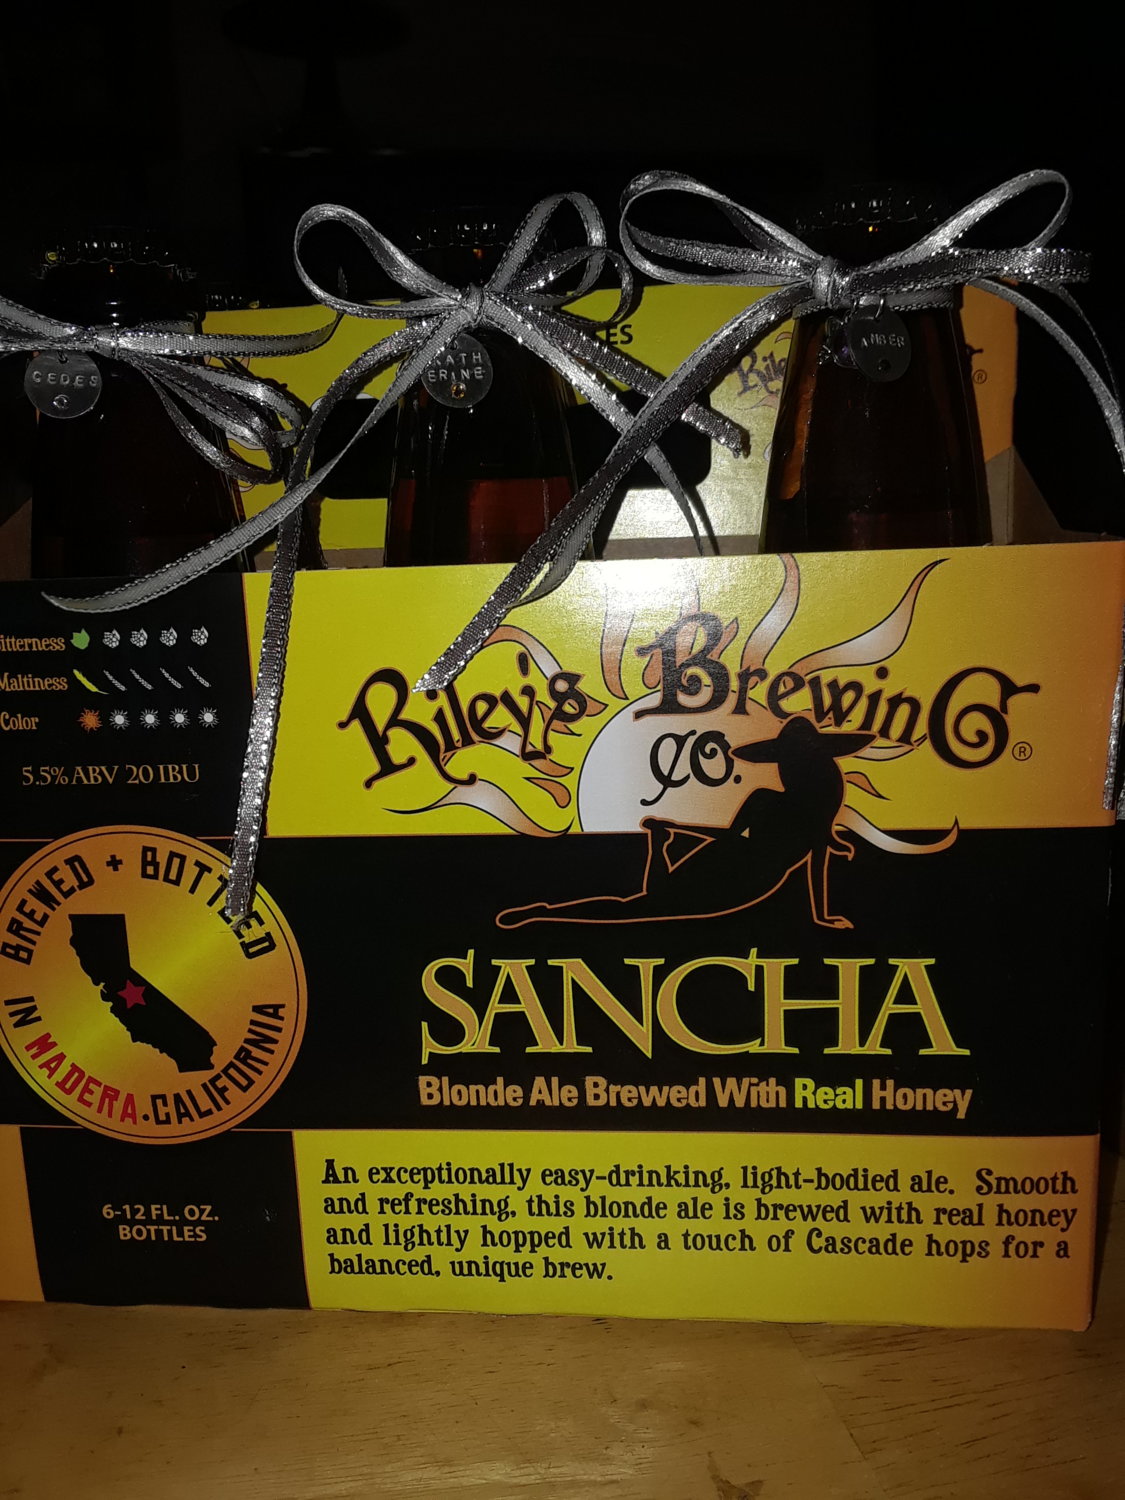 CEDES
KATH
ERINE
AMBER
Bitterness
Maltiness
Color
5.5% ABV 20 IBU
BREWED + BOTTLED
IN MADERA • CALIFORNIA
6-12 FL. OZ.
BOTTLES
Riley's Brewing
CO.
®
SANCHA
Blonde Ale Brewed With Real Honey
An exceptionally easy-drinking, light-bodied ale. Smooth
and refreshing, this blonde ale is brewed with real honey
and lightly hopped with a touch of Cascade hops for a
balanced, unique brew.